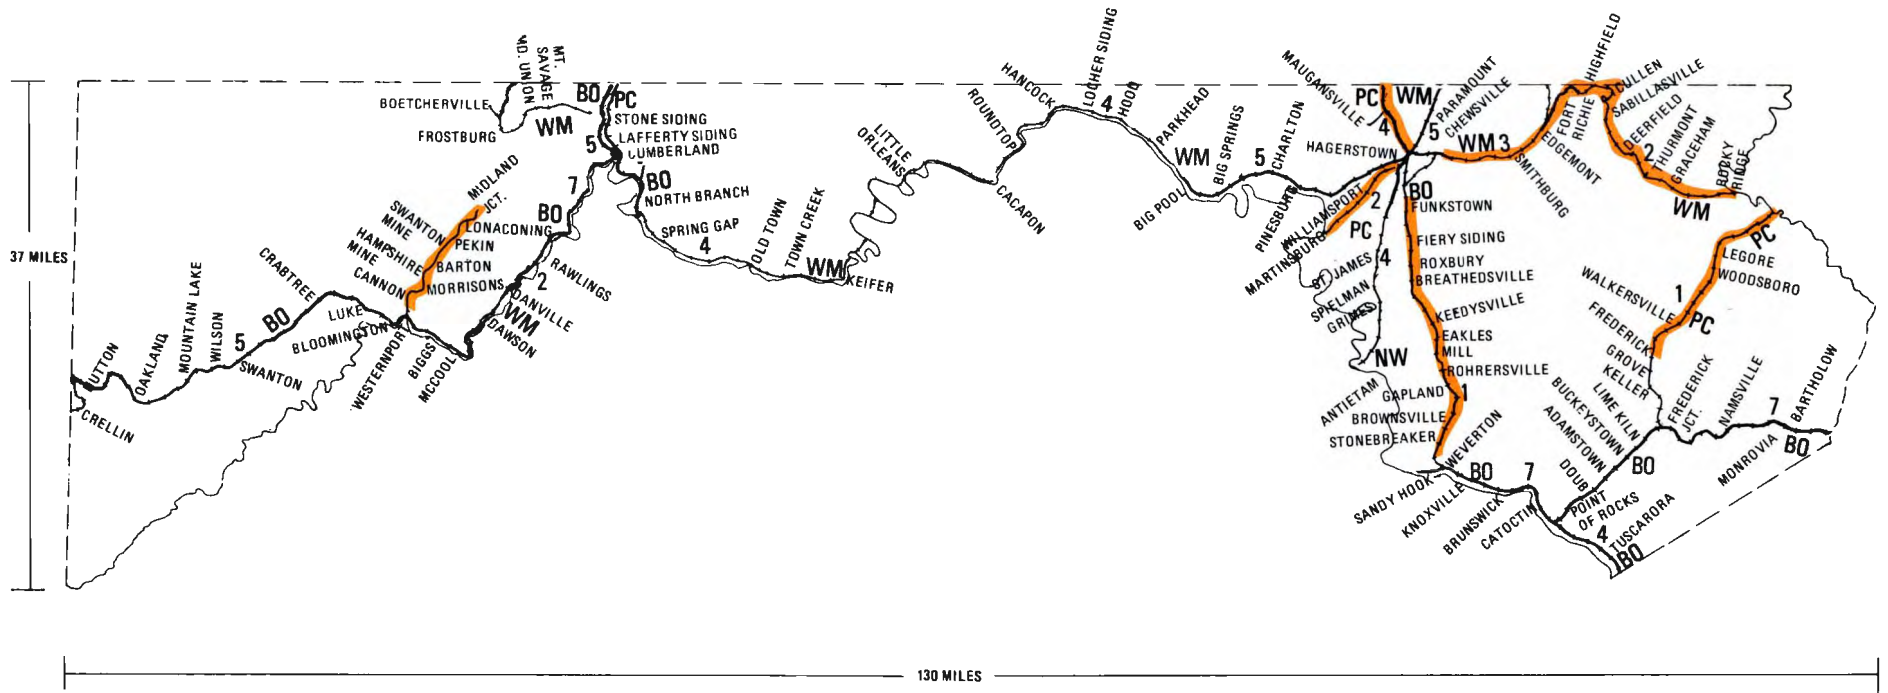 MD. UNION
MT.
SAVAGE
BO
PC
BOETCHERVILLE
FROSTBURG
WM
STONE SIDING
LAFFERTY SIDING
CUMBERLAND
5
BO
NORTH BRANCH
7
BO
MIDLAND
JCT.
LONACONING
SWANTON
MINE
PEKIN
HAMPSHIRE
MINE
BARTON
CANNON
MORRISONS
37 MILES
CRABTREE
MOUNTAIN LAKE
WILSON
OAKLAND
UTTON
CRELLIN
5
BO
SWANTON
LUKE
BLOOMINGTON
WESTERNPORT
BIGGS
MCCOOL
DAWSON
WM
DANVILLE
2
RAWLINGS
SPRING GAP
4
OLD TOWN
TOWN CREEK
WM
KEIFER
LITTLE
ORLEANS
ROUNDTOP
CACAPON
HANCOCK
LOCHER SIDING
4
HOOD
PARKHEAD
WM
BIG POOL
BIG SPRINGS
5
CHARLTON
PINESBURG
MAUGANSVILLE
PC
WM
4
5
PARAMOUNT
CHEWSVILLE
HAGERSTOWN
WILLIAMSPORT
MARTINSBURG
2
PC
WM 3
SMITHBURG
EDGEMONT
FORT
RICHIE
HIGHFIELD
CULLEN
SABILLASVILLE
DEERFIELD
2
THURMONT
GRACEHAM
ROCKY
RIDGE
WM
BO
FUNKSTOWN
FIERY SIDING
ROXBURY
BREATHEDSVILLE
KEEDYSVILLE
EAKLES
MILL
ROHRERSVILLE
GAPLAND
1
BROWNSVILLE
STONEBREAKER
WEVERTON
ST. JAMES
4
SPIELMAN
GRIMES
NW
ANTIETAM
SANDY HOOK
KNOXVILLE
BO
7
BRUNSWICK
CATOCTIN
POINT
OF ROCKS
4
TUSCARORA
BO
DOUB
ADAMSTOWN
BUCKEYSTOWN
LIME KILN
BO
KELLER
GROVE
FREDERICK
WALKERSVILLE
1
PC
WOODSBORO
LEGORE
PC
FREDERICK
JCT.
NAMSVILLE
7
BARTHOLOW
BO
MONROVIA
130 MILES